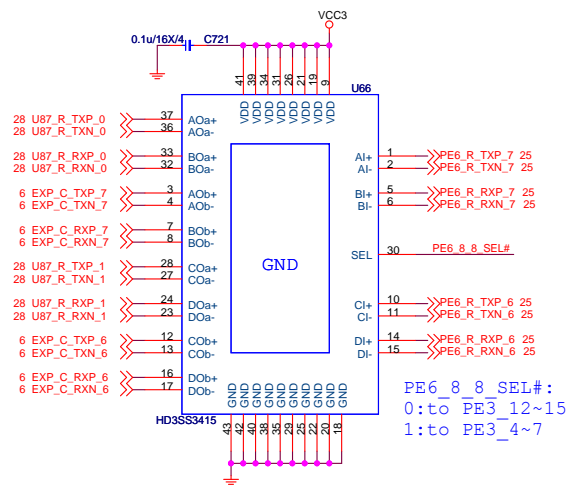 VCC3
0.1u/16X/4 C721
41 39 34 31 26 21 19 9
U66
VDD VDD VDD VDD VDD VDD VDD VDD
28 U87_R_TXP_0 37 AOa+
28 U87_R_TXN_0 36 AOa-
28 U87_R_RXP_0 33 BOa+
28 U87_R_RXN_0 32 BOa-
6 EXP_C_TXP_7 3 AOb+
6 EXP_C_TXN_7 4 AOb-
6 EXP_C_RXP_7 7 BOb+
6 EXP_C_RXN_7 8 BOb-
28 U87_R_TXP_1 28 COa+
28 U87_R_TXN_1 27 COa-
28 U87_R_RXP_1 24 DOa+
28 U87_R_RXN_1 23 DOa-
6 EXP_C_TXP_6 12 COb+
6 EXP_C_TXN_6 13 COb-
6 EXP_C_RXP_6 16 DOb+
6 EXP_C_RXN_6 17 DOb-
GND
AI+ 1 PE6_R_TXP_7 25
AI- 2 PE6_R_TXN_7 25
BI+ 5 PE6_R_RXP_7 25
BI- 6 PE6_R_RXN_7 25
SEL 30 PE6_8_8_SEL#
CI+ 10 PE6_R_TXP_6 25
CI- 11 PE6_R_TXN_6 25
DI+ 14 PE6_R_RXP_6 25
DI- 15 PE6_R_RXN_6 25
GND GND GND GND GND GND GND GND GND GND
HD3SS3415
43 42 40 38 35 29 25 22 20 18
PE6_8_8_SEL#:
0:to PE3_12~15
1:to PE3_4~7